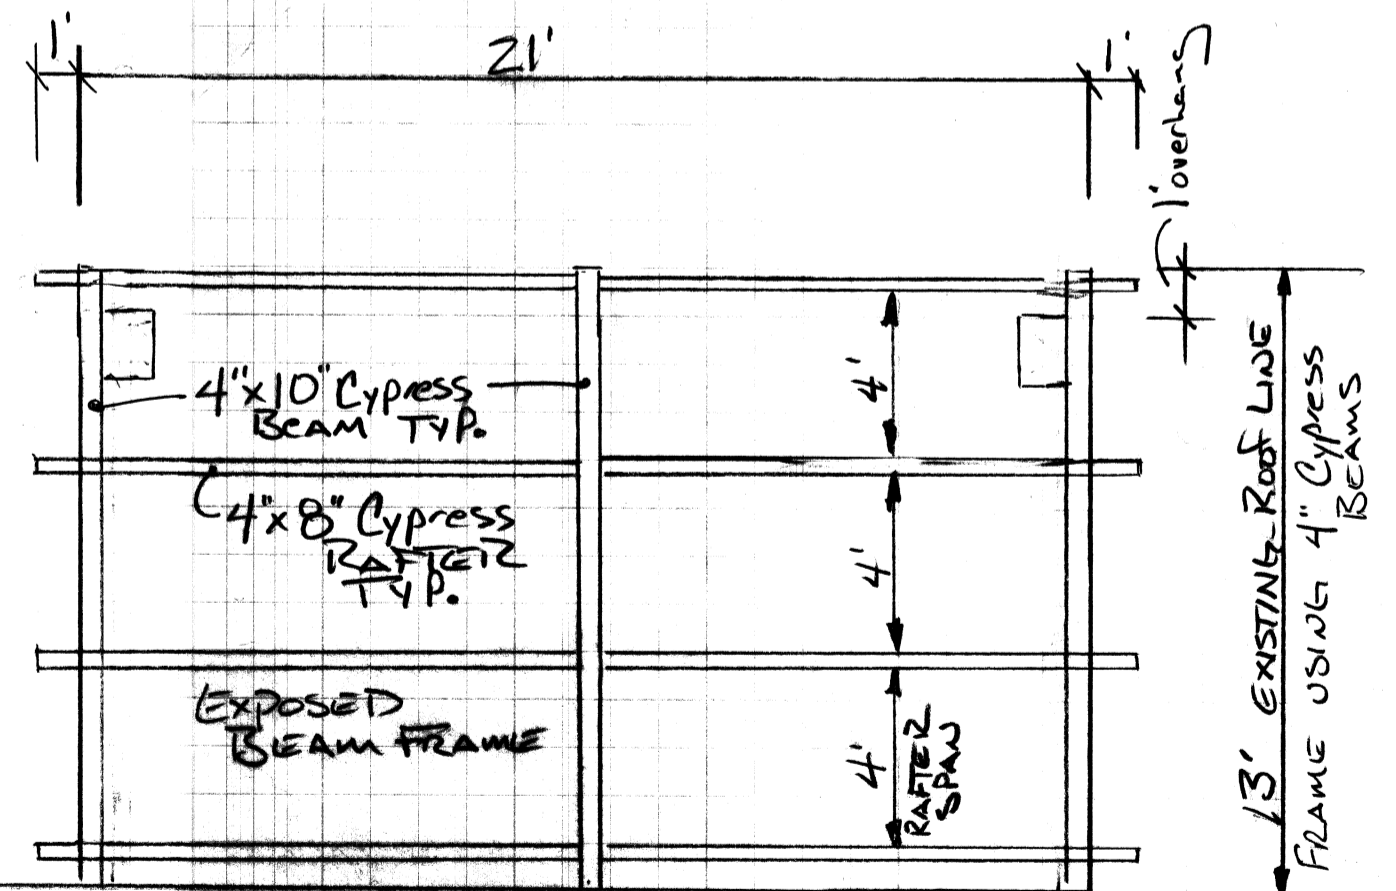 1'
21'
1'
1' overhang
4"x10" Cypress
BEAM TYP.
4"x8" Cypress
RAFTER
TYP.
EXPOSED
BEAM FRAME
4'
4'
4'
RAFTER
SPAN
13' EXISTING ROOF LINE
FRAME USING 4" Cypress
BEAMS